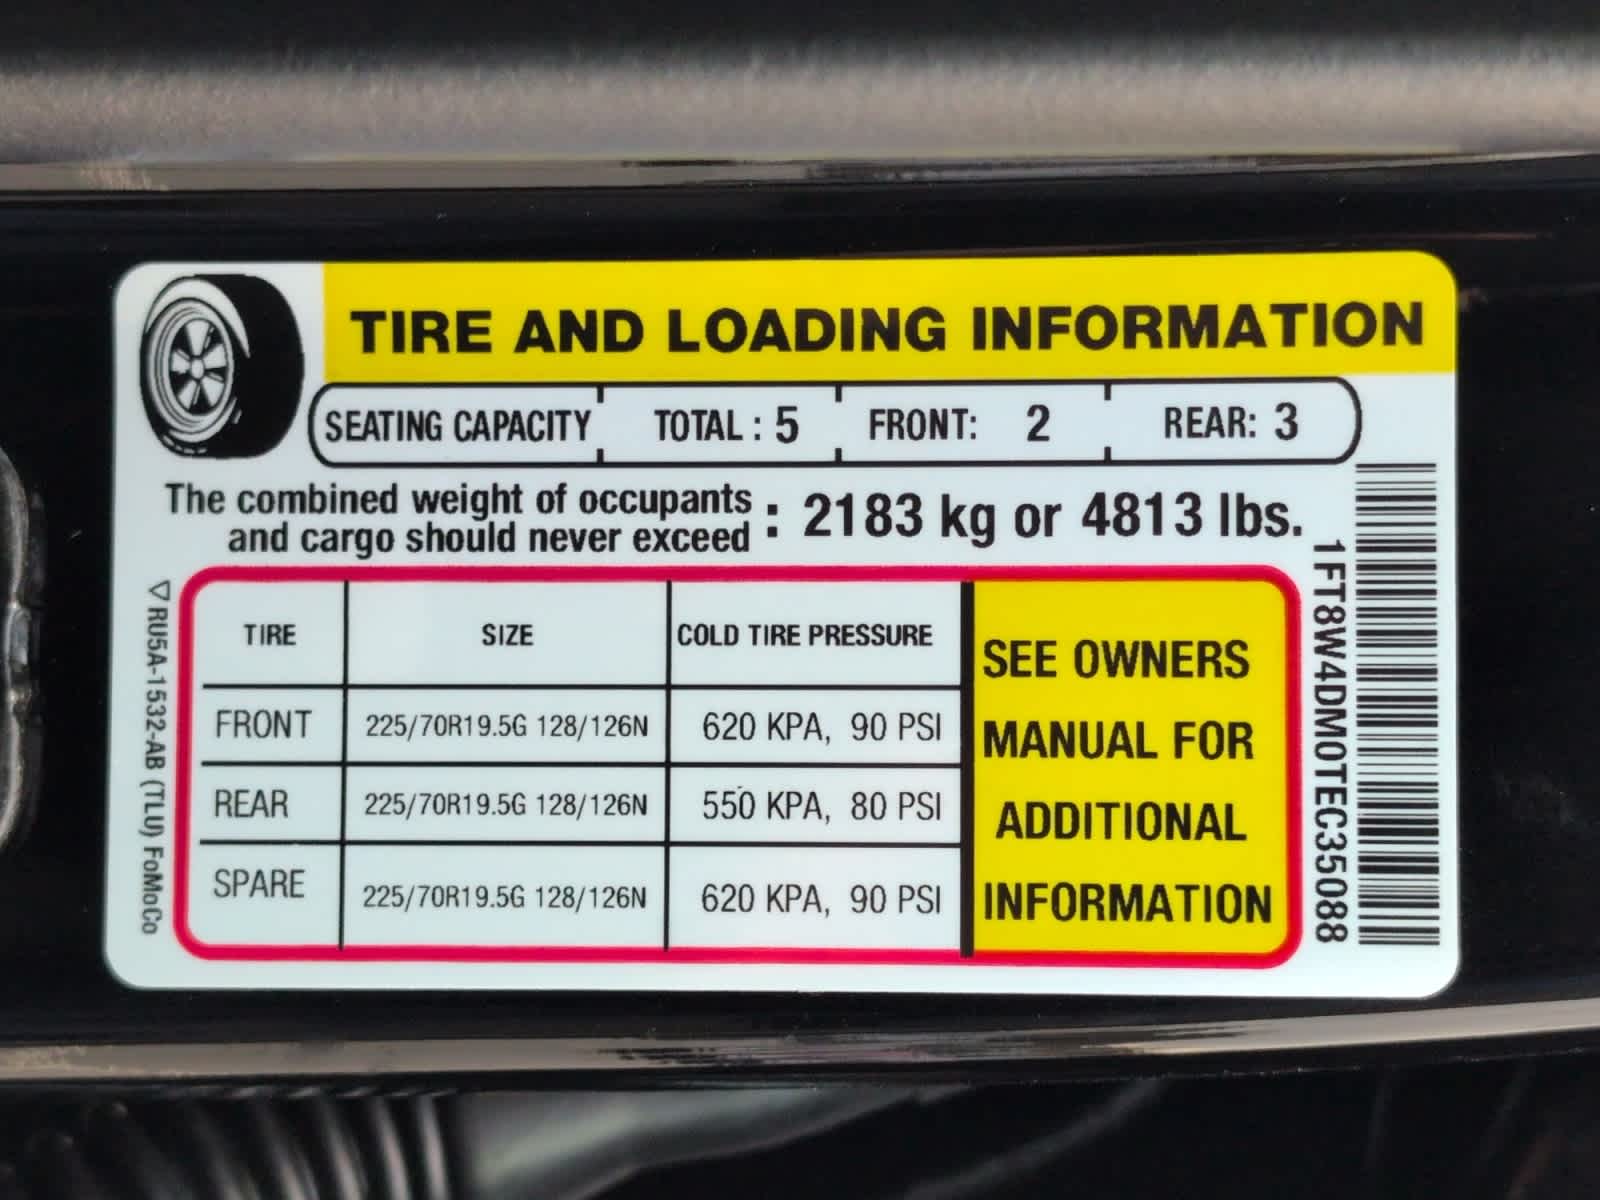 TIRE AND LOADING INFORMATION
SEATING CAPACITY TOTAL : 5 FRONT: 2 REAR: 3
The combined weight of occupants
and cargo should never exceed : 2183 kg or 4813 lbs.
TIRE SIZE COLD TIRE PRESSURE
FRONT 225/70R19.5G 128/126N 620 KPA, 90 PSI
REAR 225/70R19.5G 128/126N 550 KPA, 80 PSI
SPARE 225/70R19.5G 128/126N 620 KPA, 90 PSI
SEE OWNERS
MANUAL FOR
ADDITIONAL
INFORMATION
RU5A-1532-AB (TLU) FoMoCo
1FT8W4DM0TEC35088